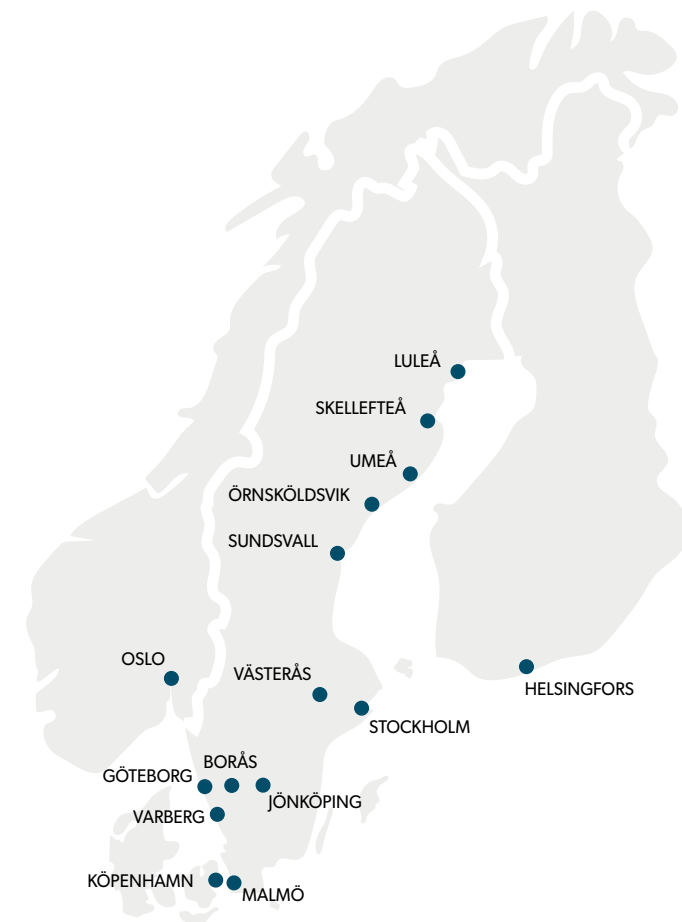 LULEÅ
SKELLEFTEÅ
UMEÅ
ÖRNSKÖLDSVIK
SUNDSVALL
OSLO
VÄSTERÅS
HELSINGFORS
STOCKHOLM
BORÅS
GÖTEBORG
JÖNKÖPING
VARBERG
KÖPENHAMN
MALMÖ